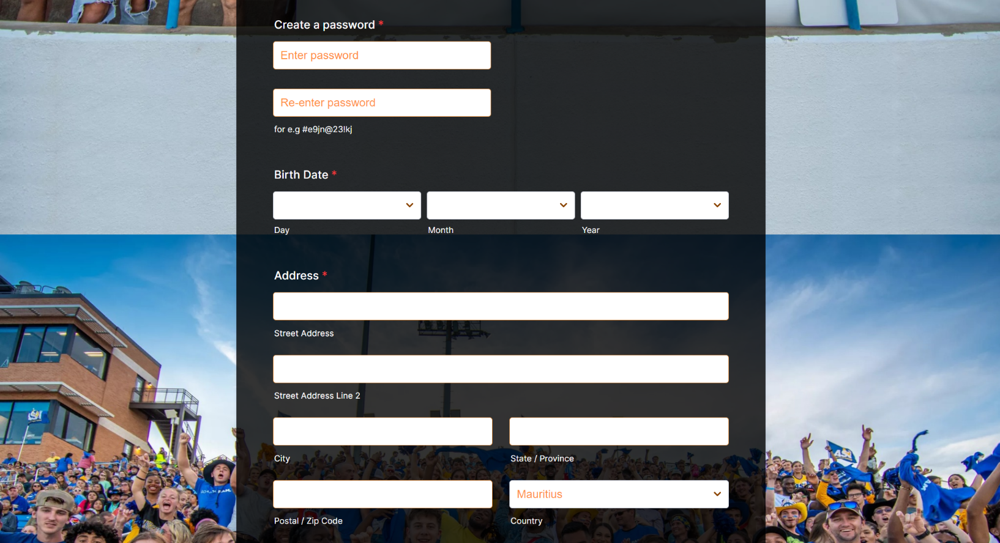 Create a password *
Enter password
Re-enter password
for e.g #e9jn@23!kj
Birth Date *
Day Month Year
Address *
Street Address
Street Address Line 2
City State / Province
Mauritius
Postal / Zip Code Country